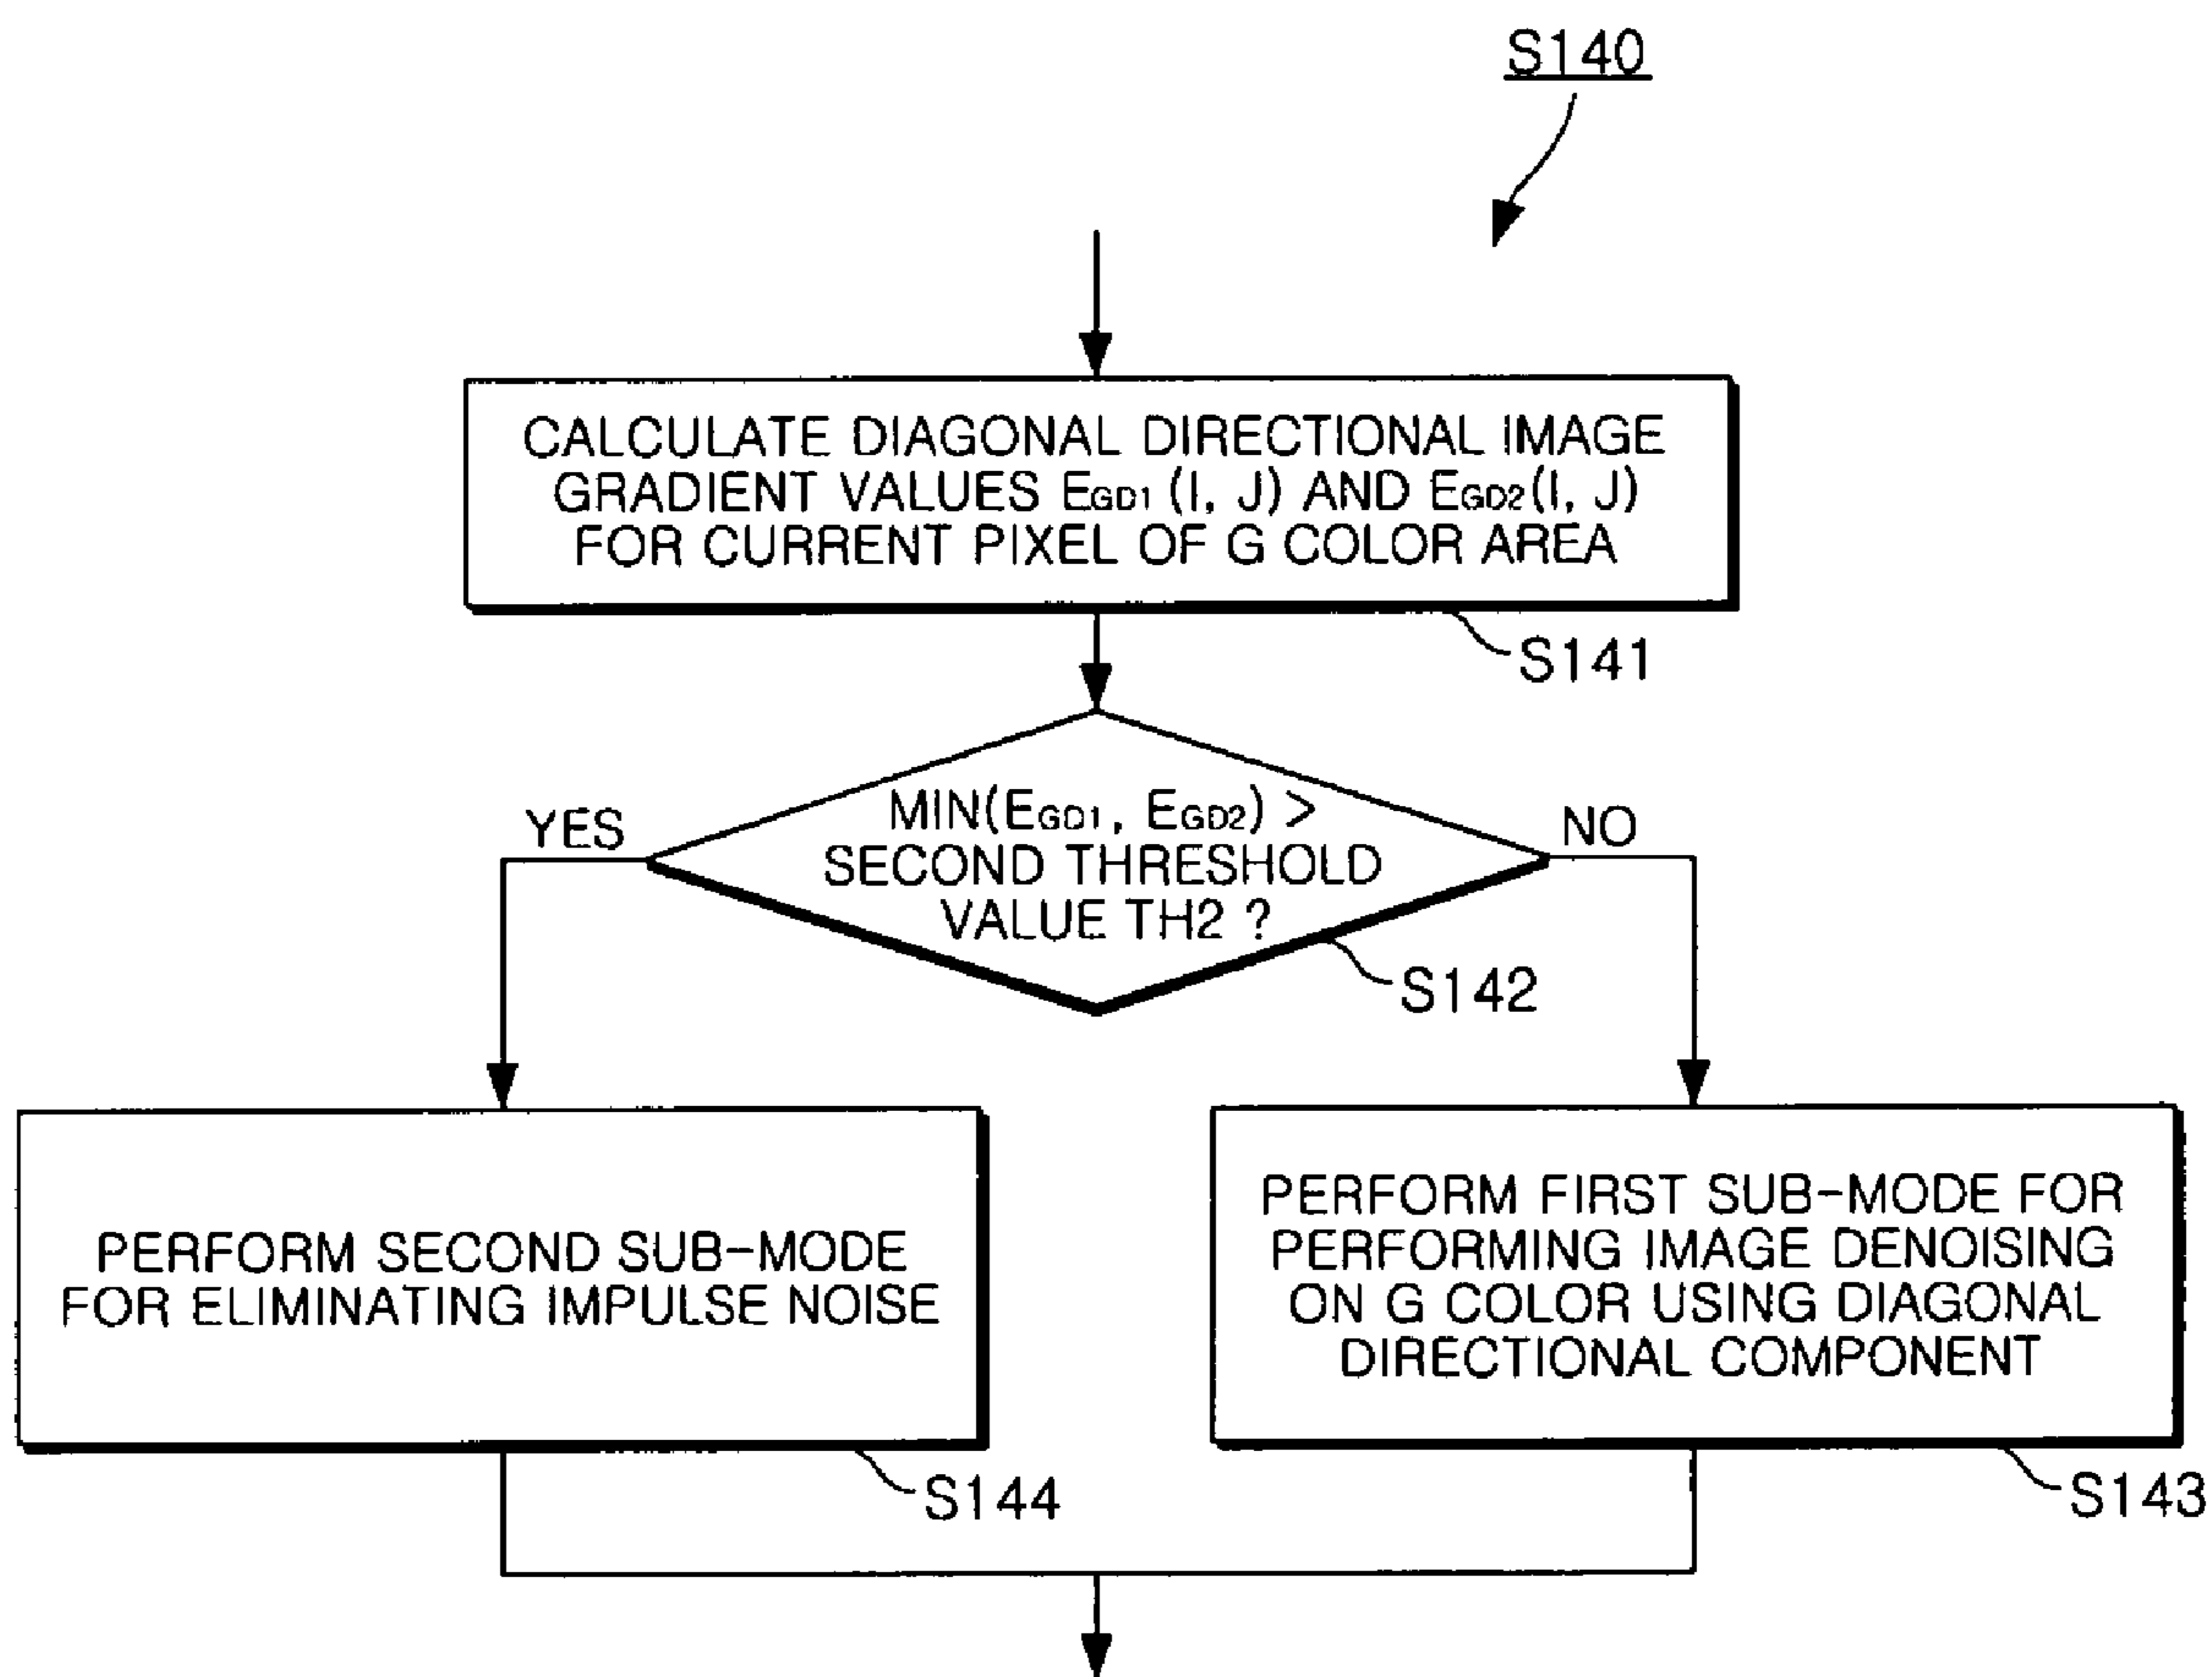 S140
CALCULATE DIAGONAL DIRECTIONAL IMAGE
GRADIENT VALUES EGD1 (I, J) AND EGD2(I, J)
FOR CURRENT PIXEL OF G COLOR AREA
S141
MIN(EGD1, EGD2) >
SECOND THRESHOLD
VALUE TH2 ?
YES
NO
S142
PERFORM SECOND SUB-MODE
FOR ELIMINATING IMPULSE NOISE
S144
PERFORM FIRST SUB-MODE FOR
PERFORMING IMAGE DENOISING
ON G COLOR USING DIAGONAL
DIRECTIONAL COMPONENT
S143